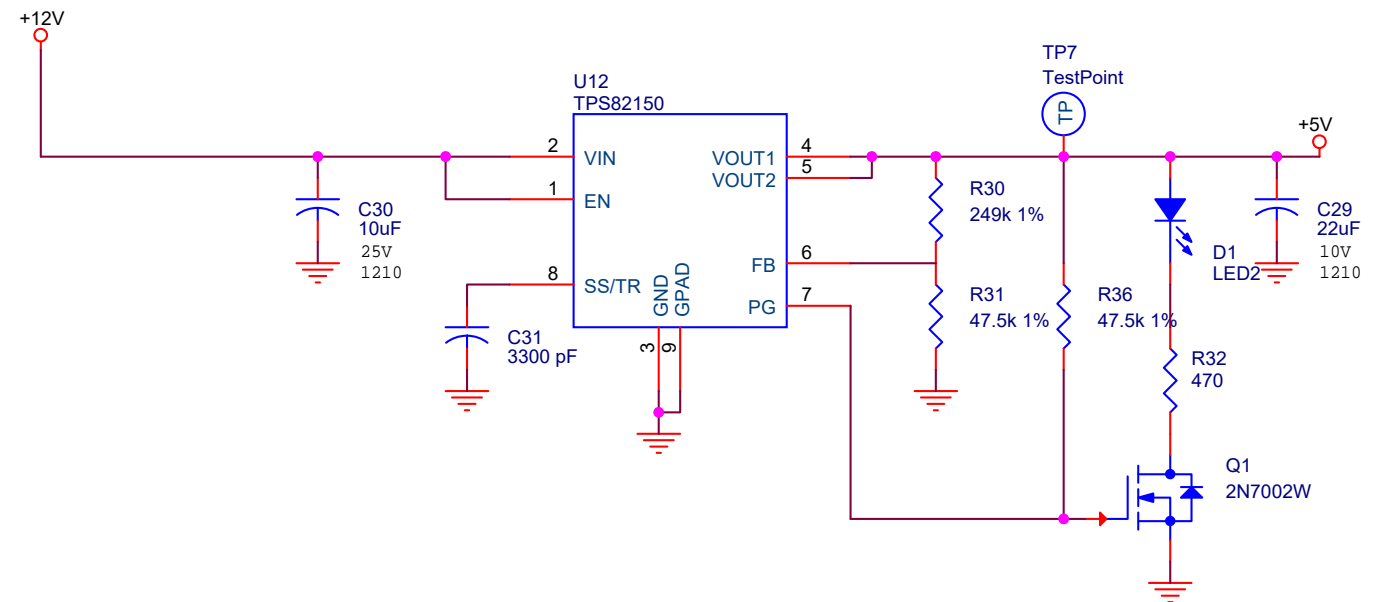 +12V
TP7
TestPoint
U12
TPS82150
TP
+5V
2
VIN
VOUT1
4
VOUT2
5
1
EN
R30
249k 1%
C30
10uF
25V
1210
C29
22uF
10V
1210
D1
LED2
FB
6
8
SS/TR
GND
GPAD
PG
7
R31
47.5k 1%
R36
47.5k 1%
C31
3300 pF
3
9
R32
470
Q1
2N7002W